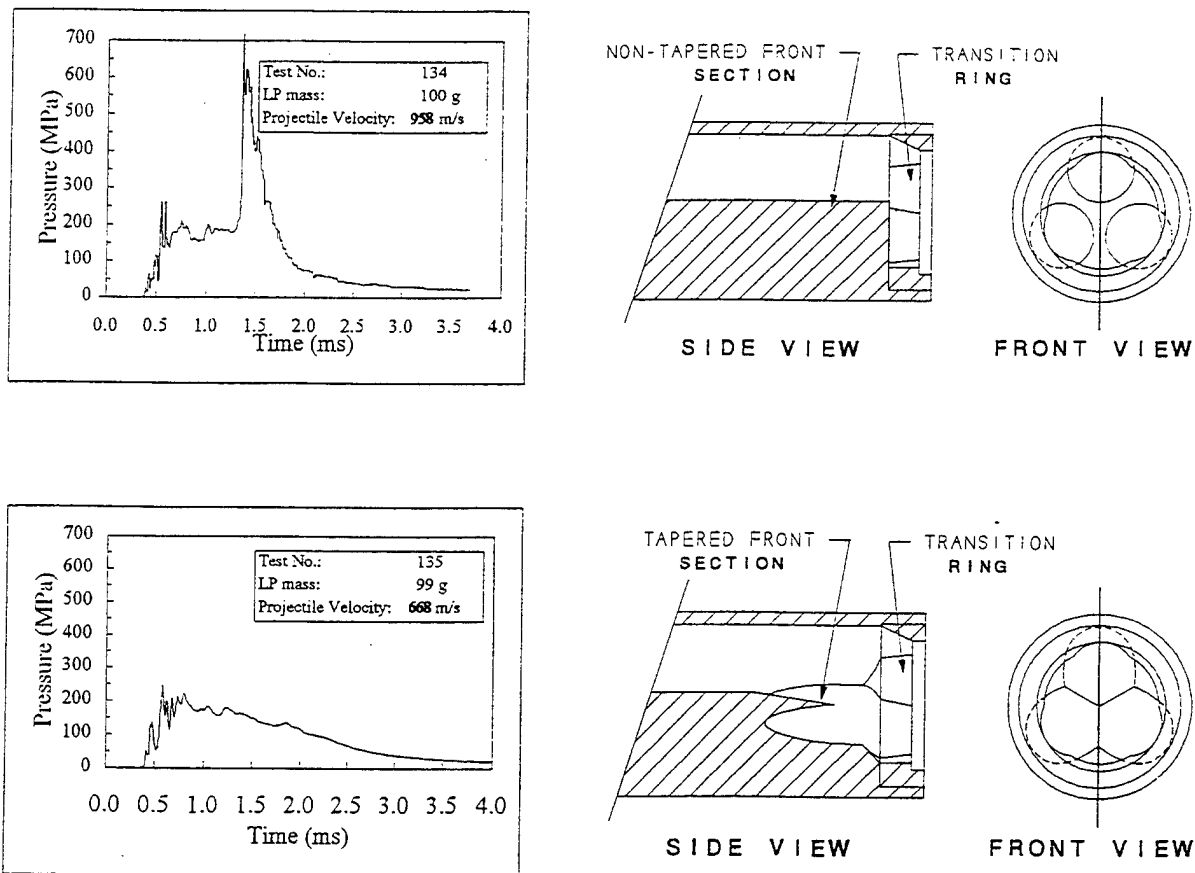 700
600
500
400
300
200
100
0
Pressure (MPa)
Test No.: 134
LP mass: 100 g
Projectile Velocity: 958 m/s
0.0 0.5 1.0 1.5 2.0 2.5 3.0 3.5 4.0
Time (ms)
NON-TAPERED FRONT
SECTION
TRANSITION
RING
SIDE VIEW
FRONT VIEW
700
600
500
400
300
200
100
0
Pressure (MPa)
Test No.: 135
LP mass: 99 g
Projectile Velocity: 668 m/s
0.0 0.5 1.0 1.5 2.0 2.5 3.0 3.5 4.0
Time (ms)
TAPERED FRONT
SECTION
TRANSITION
RING
SIDE VIEW
FRONT VIEW